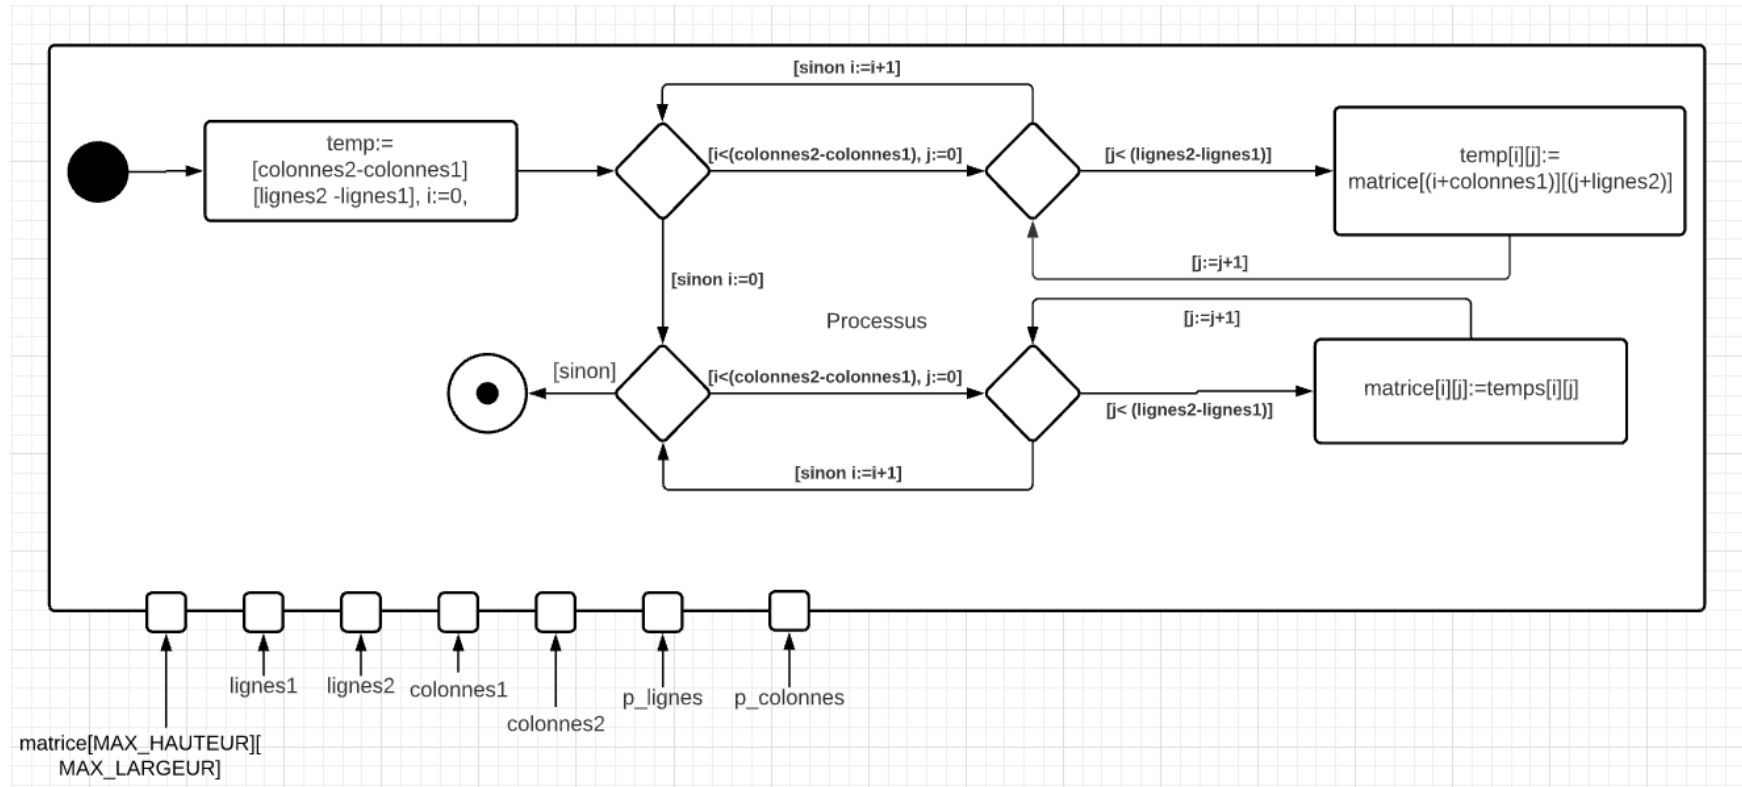 [sinon i:=i+1]
temp:=
[colonnes2-colonnes1]
[lignes2 -lignes1], i:=0,
[i<(colonnes2-colonnes1), j:=0]
[j< (lignes2-lignes1)]
temp[i][j]:=
matrice[(i+colonnes1)][(j+lignes2)]
[j:=j+1]
[sinon i:=0]
Processus
[j:=j+1]
[sinon]
[i<(colonnes2-colonnes1), j:=0]
[j< (lignes2-lignes1)]
matrice[i][j]:=temps[i][j]
[sinon i:=i+1]
lignes1
lignes2
colonnes1
colonnes2
p_lignes
p_colonnes
matrice[MAX_HAUTEUR][
MAX_LARGEUR]